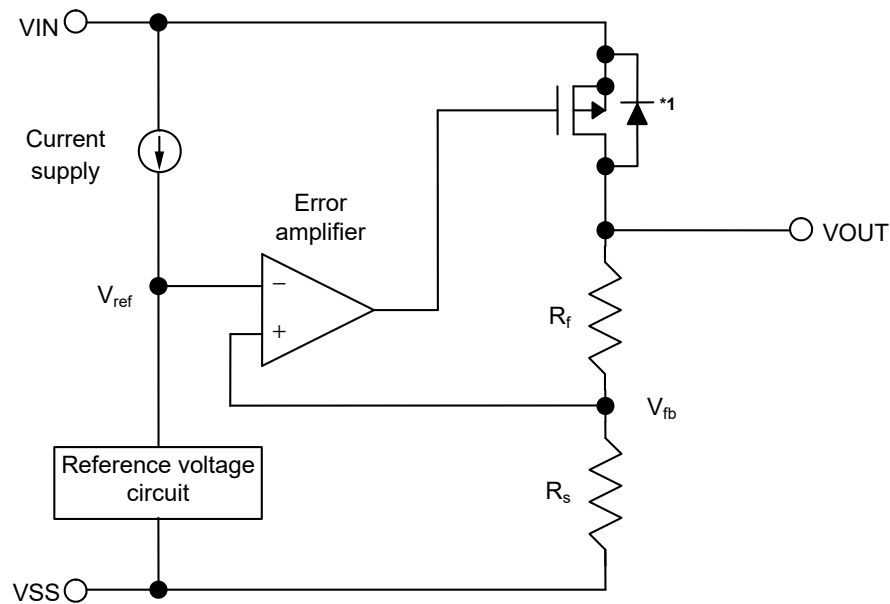 VIN
*1
Current
supply
Error
amplifier
VOUT
Vref
−
+
Rf
Vfb
Reference voltage
circuit
Rs
VSS